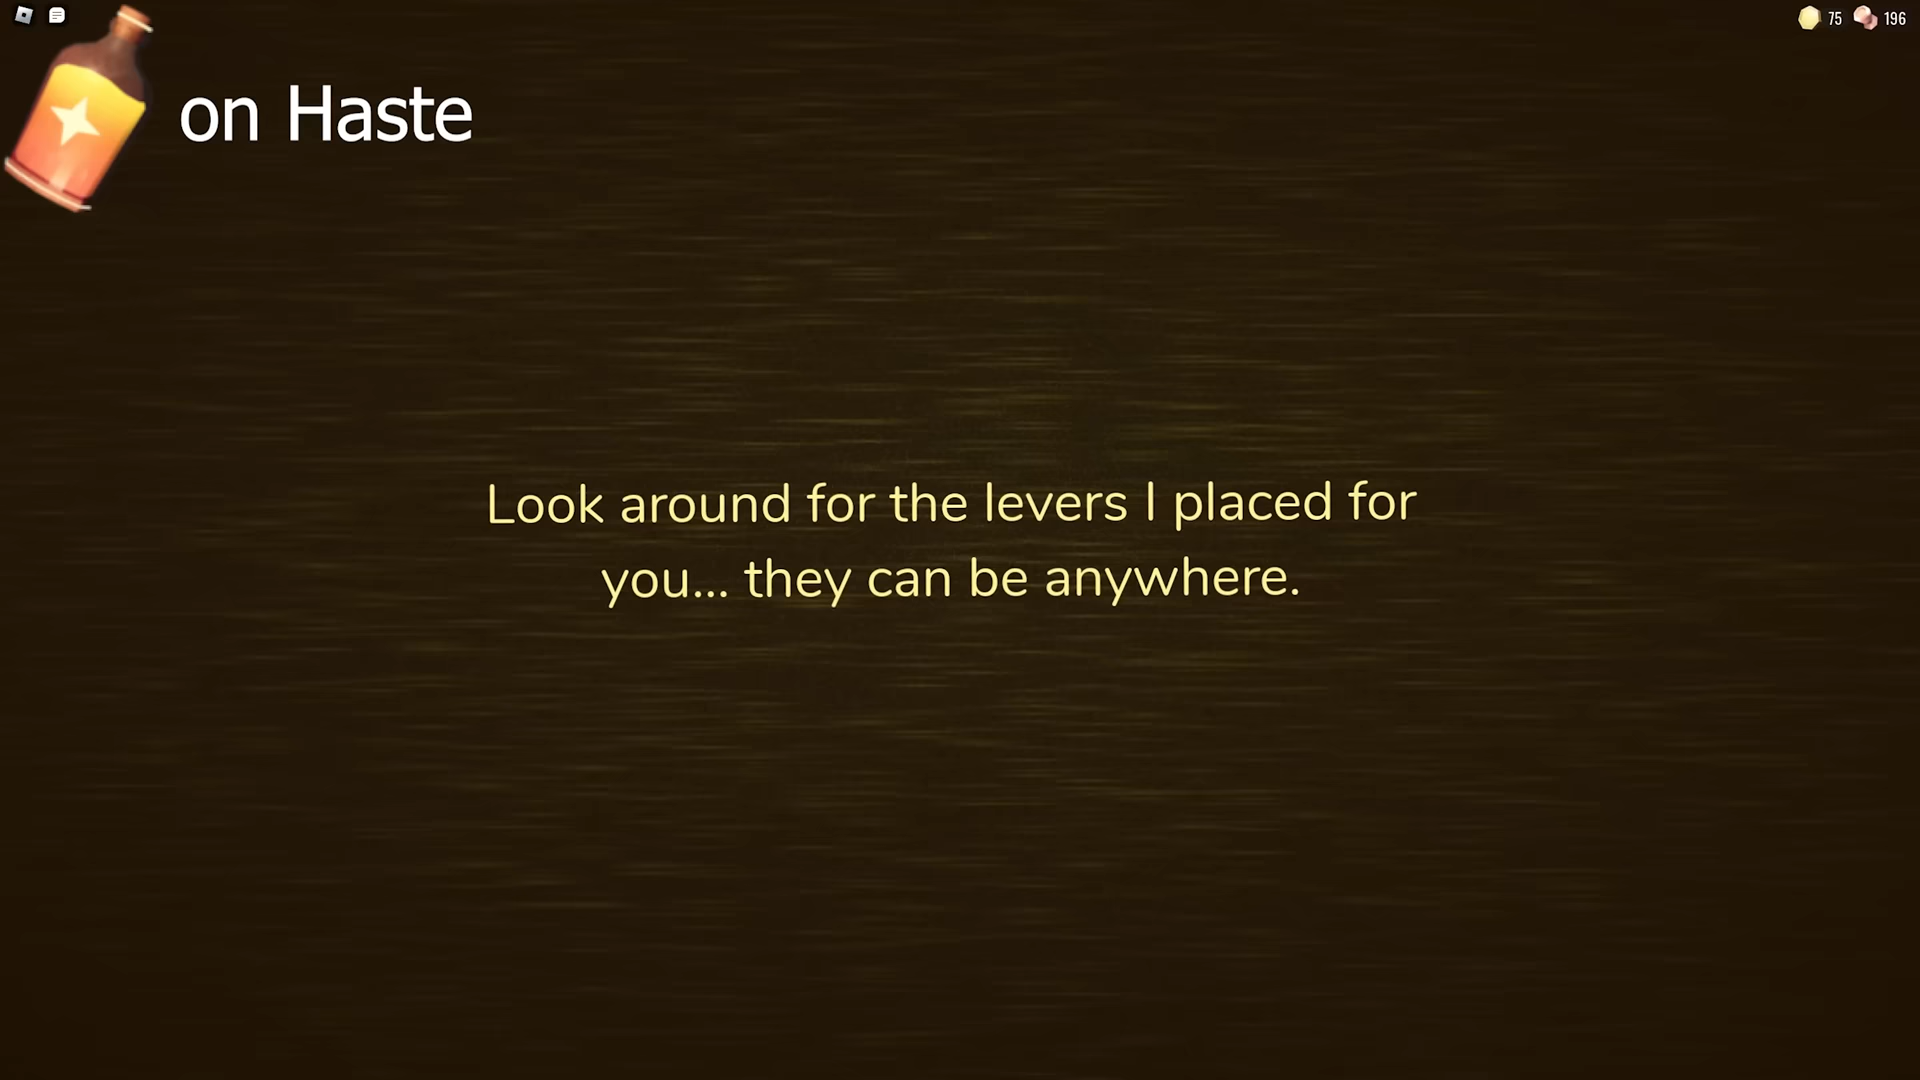 75 196
on Haste
Look around for the levers I placed for
you... they can be anywhere.